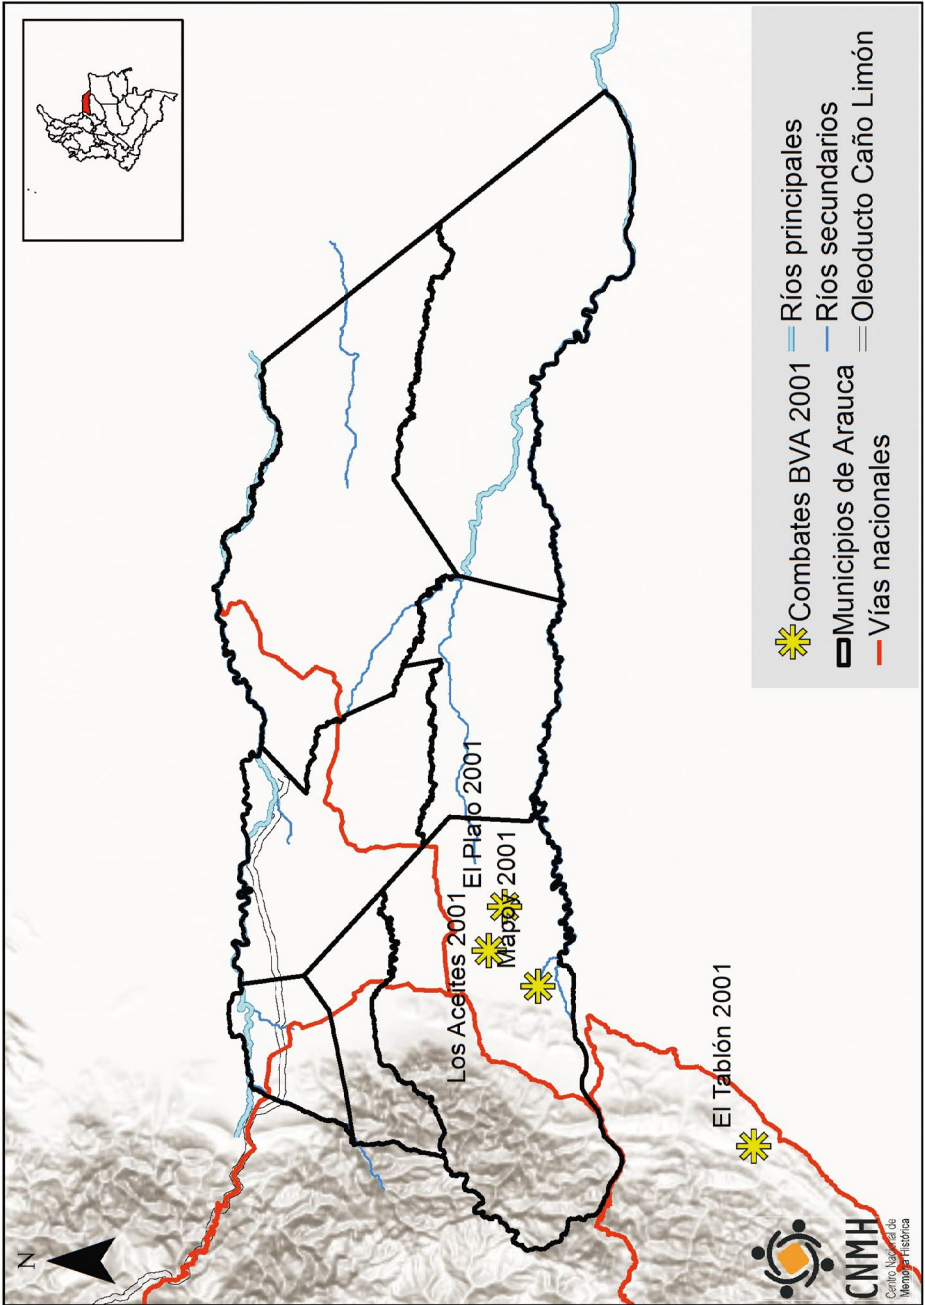 N
Los Aceites 2001
El Plato 2001
Mapoy 2001
El Tablón 2001
Combates BVA 2001
Municipios de Arauca
Vías nacionales
Ríos principales
Ríos secundarios
Oleoducto Caño Limón
CNMH
Centro Nacional de
Memoria Histórica